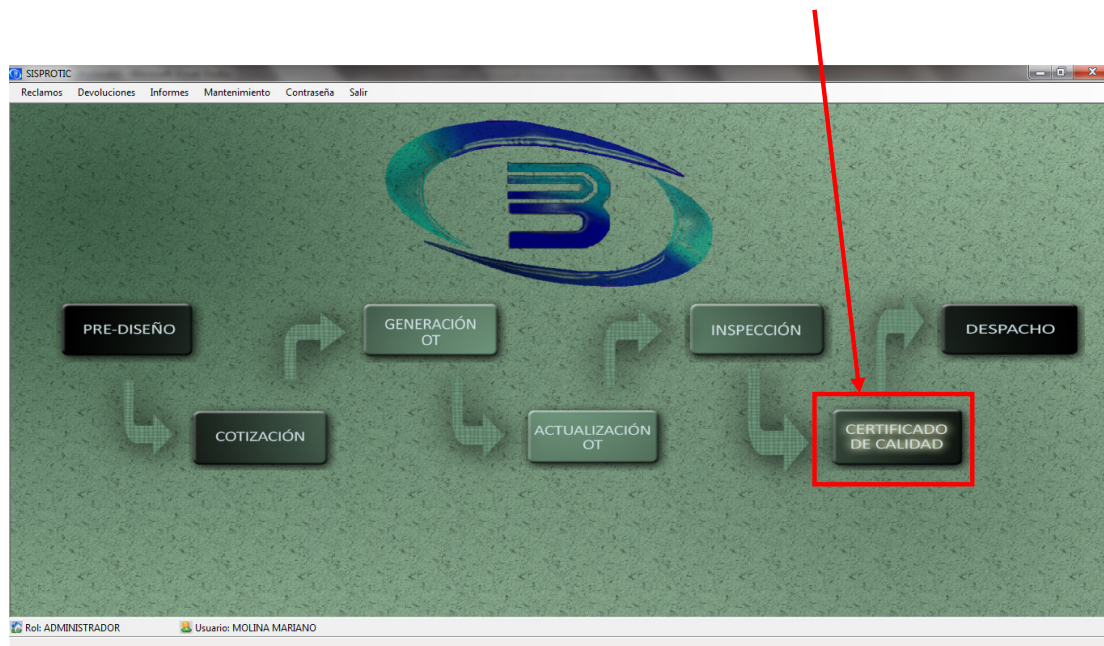 SISPROTIC
Reclamos Devoluciones Informes Mantenimiento Contraseña Salir
PRE-DISEÑO
GENERACIÓN
OT
INSPECCIÓN
DESPACHO
COTIZACIÓN
ACTUALIZACIÓN
OT
CERTIFICADO
DE CALIDAD
Rol: ADMINISTRADOR Usuario: MOLINA MARIANO